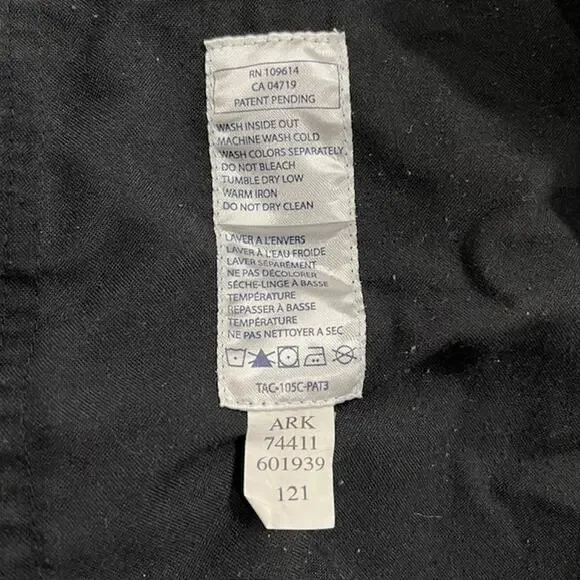 RN 109614
CA 04719
PATENT PENDING
WASH INSIDE OUT
MACHINE WASH COLD
WASH COLORS SEPARATELY
DO NOT BLEACH
TUMBLE DRY LOW
WARM IRON
DO NOT DRY CLEAN
LAVER A L'ENVERS
LAVER A L'EAU FROIDE
LAVER SÉPARÉMENT
NE PAS DÉCOLORER
SÈCHE-LINGE À BASSE
TEMPÉRATURE
REPASSER À BASSE
TEMPÉRATURE
NE PAS NETTOYER A SEC
TAC-105C-PAT3
ARK
74411
601939
121